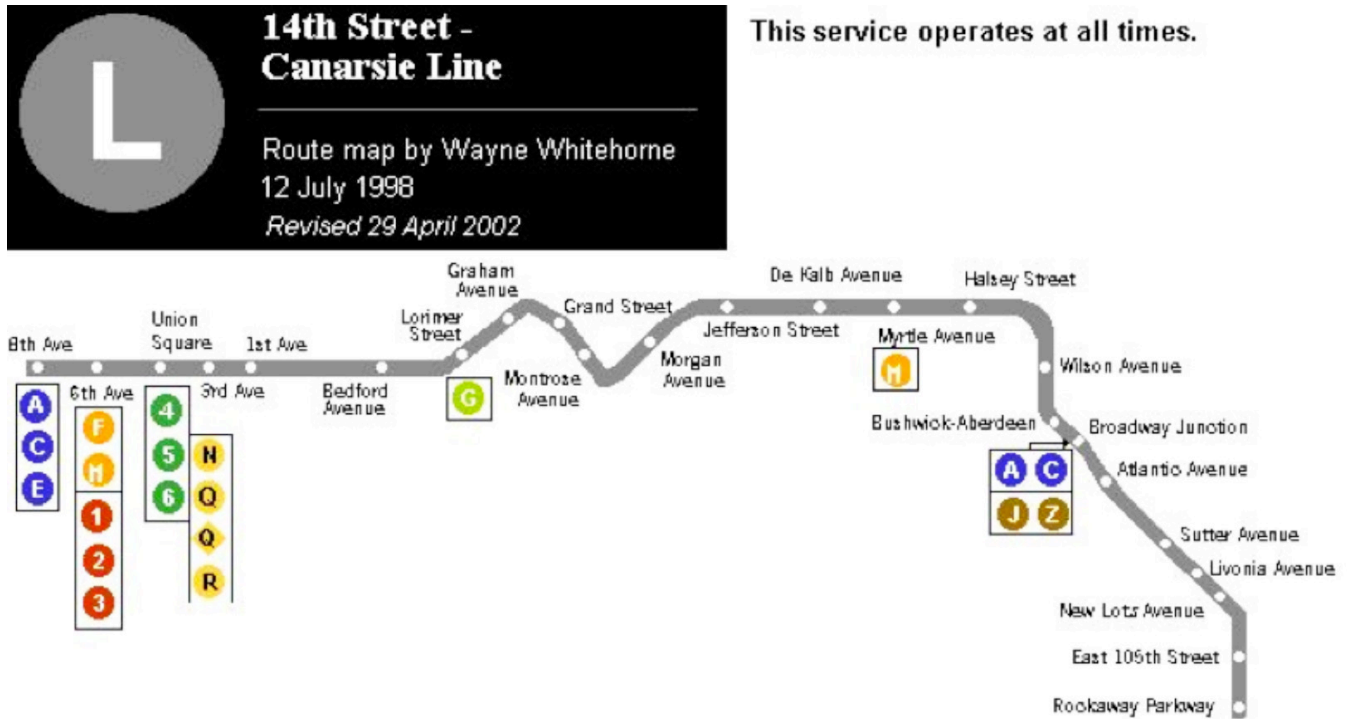 L
14th Street -
Canarsie Line
Route map by Wayne Whitehorne
12 July 1998
Revised 29 April 2002
This service operates at all times.
8th Ave
A
C
E
6th Ave
F
M
1
2
3
Union
Square
4
5
6
N
Q
Q
R
3rd Ave
1st Ave
Bedford
Avenue
Lorimer
Street
G
Graham
Avenue
Grand Street
Montrose
Avenue
Morgan
Avenue
Jefferson Street
De Kalb Avenue
Myrtle Avenue
M
Halsey Street
Wilson Avenue
Bushwick-Aberdeen
Broadway Junction
A C
J Z
Atlantic Avenue
Sutter Avenue
Livonia Avenue
New Lots Avenue
East 105th Street
Rockaway Parkway